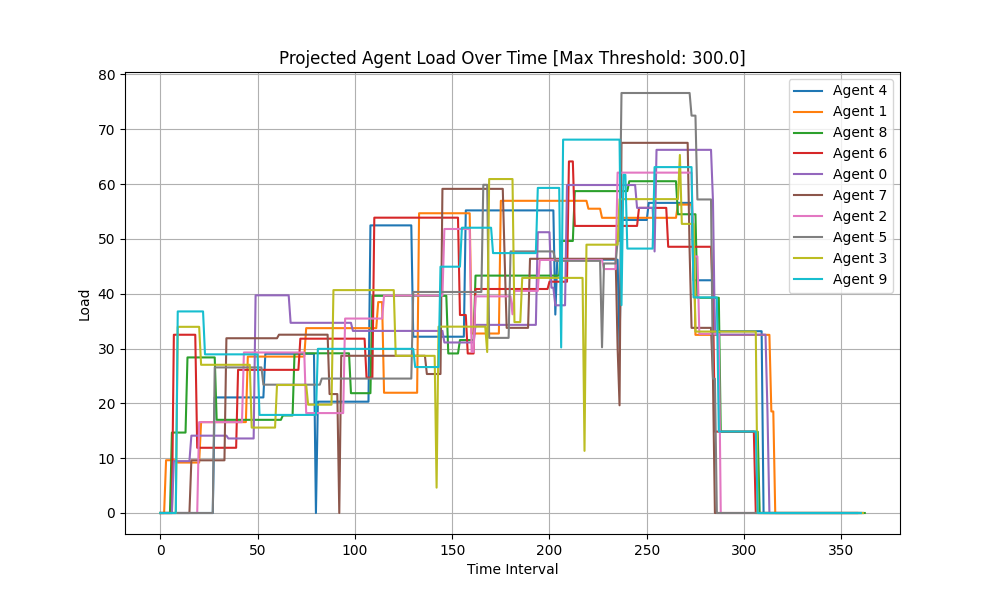 Projected Agent Load Over Time [Max Threshold: 300.0]
80
70
60
50
40
30
20
10
0
Load
0 50 100 150 200 250 300 350
Time Interval
Agent 4
Agent 1
Agent 8
Agent 6
Agent 0
Agent 7
Agent 2
Agent 5
Agent 3
Agent 9